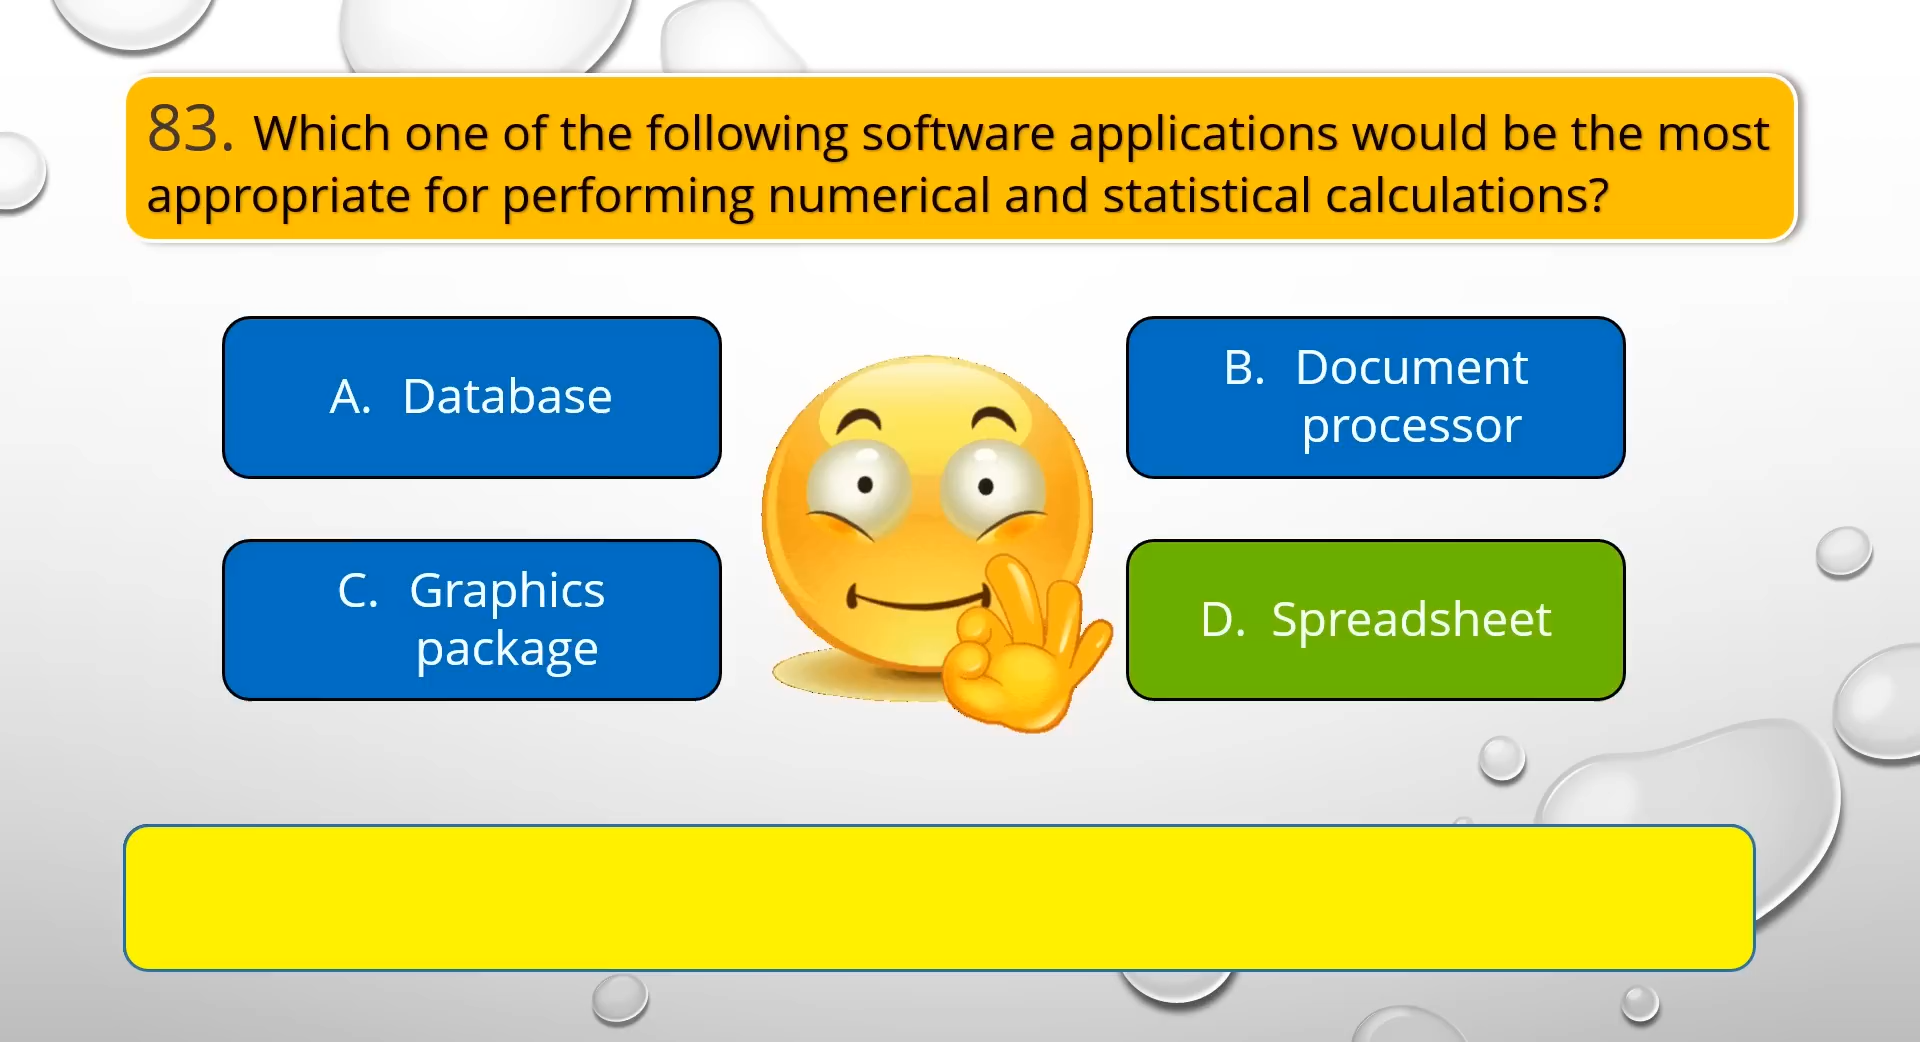 83. Which one of the following software applications would be the most
appropriate for performing numerical and statistical calculations?
A. Database
B. Document
processor
C. Graphics
package
D. Spreadsheet